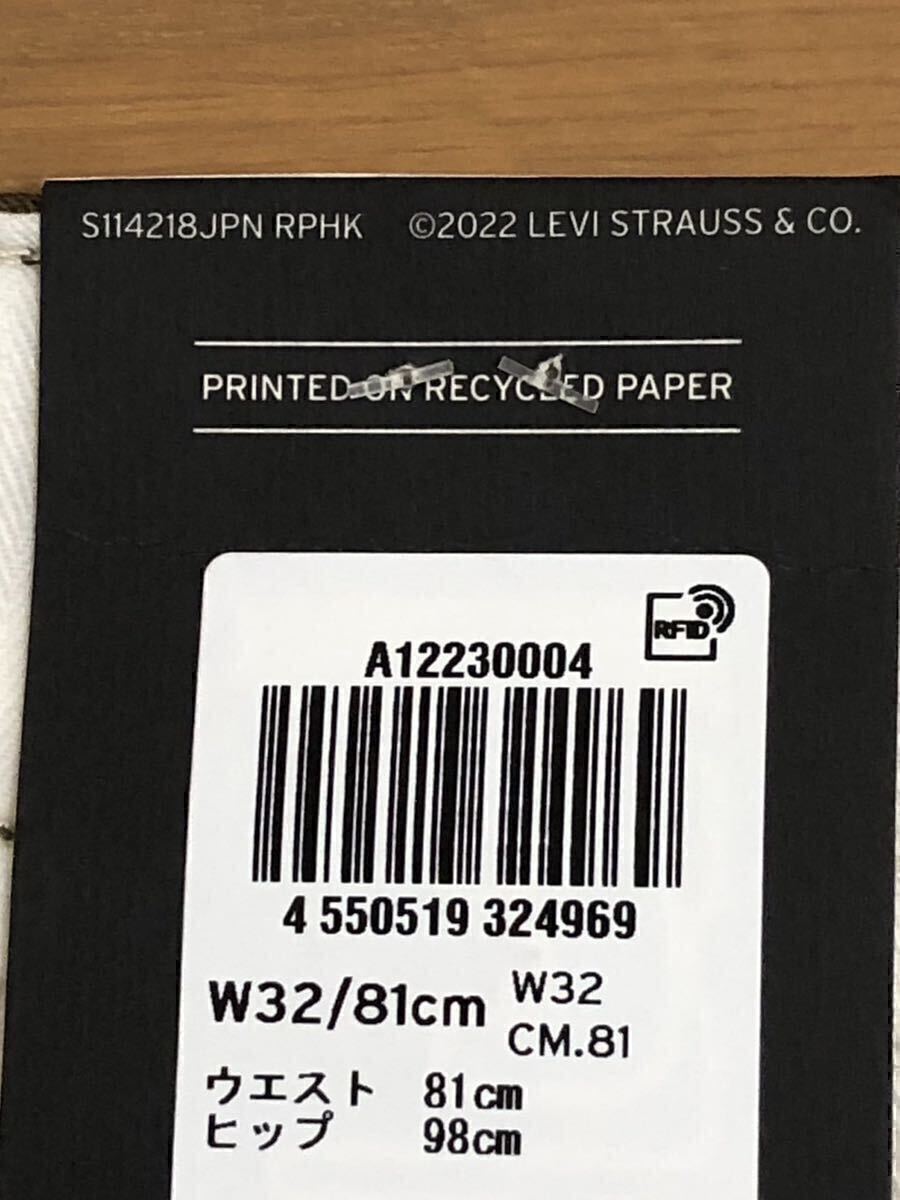 S114218JPN RPHK ©2022 LEVI STRAUSS & CO.
PRINTED ON RECYCLED PAPER
RFID
A12230004
4 550519 324969
W32/81cm W32
CM.81
ウエスト 81cm
ヒップ 98cm